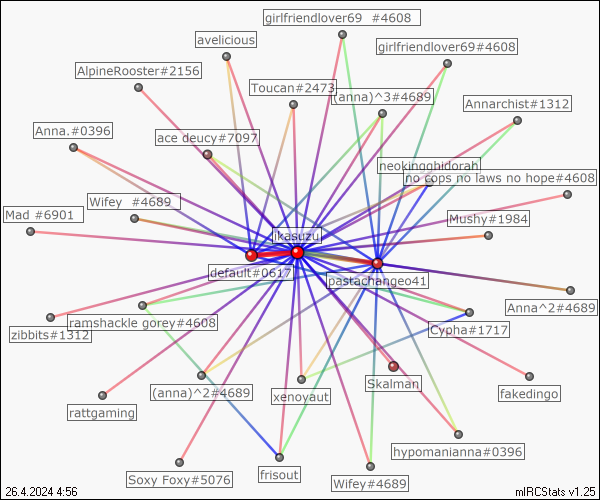 girlfriendlover69 #4608
avelicious
girlfriendlover69#4608
AlpineRooster#2156
Toucan#2473
(anna)^3#4689
Annarchist#1312
Anna.#0396
ace deucy#7097
neokingghidorah
no cops no laws no hope#4608
Wifey #4689
Mad #6901
Mushy#1984
ikasuzu
default#0617
pastachangeo41
Anna^2#4689
zibbits#1312
ramshackle gorey#4608
Cypha#1717
(anna)^2#4689
xenoyaut
Skalman
fakedingo
rattgaming
hypomanianna#0396
Soxy Foxy#5076
frisout
Wifey#4689
26.4.2024 4:56
mIRCStats v1.25